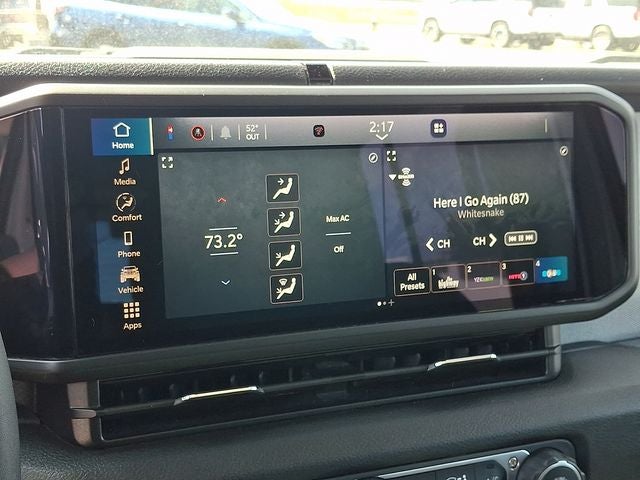 Home
52°
OUT
2:17
Media
Comfort
Phone
Vehicle
Apps
73.2°
Max AC
Off
Here I Go Again (87)
Whitesnake
CH
CH
All
Presets
1
highway
2
3
4